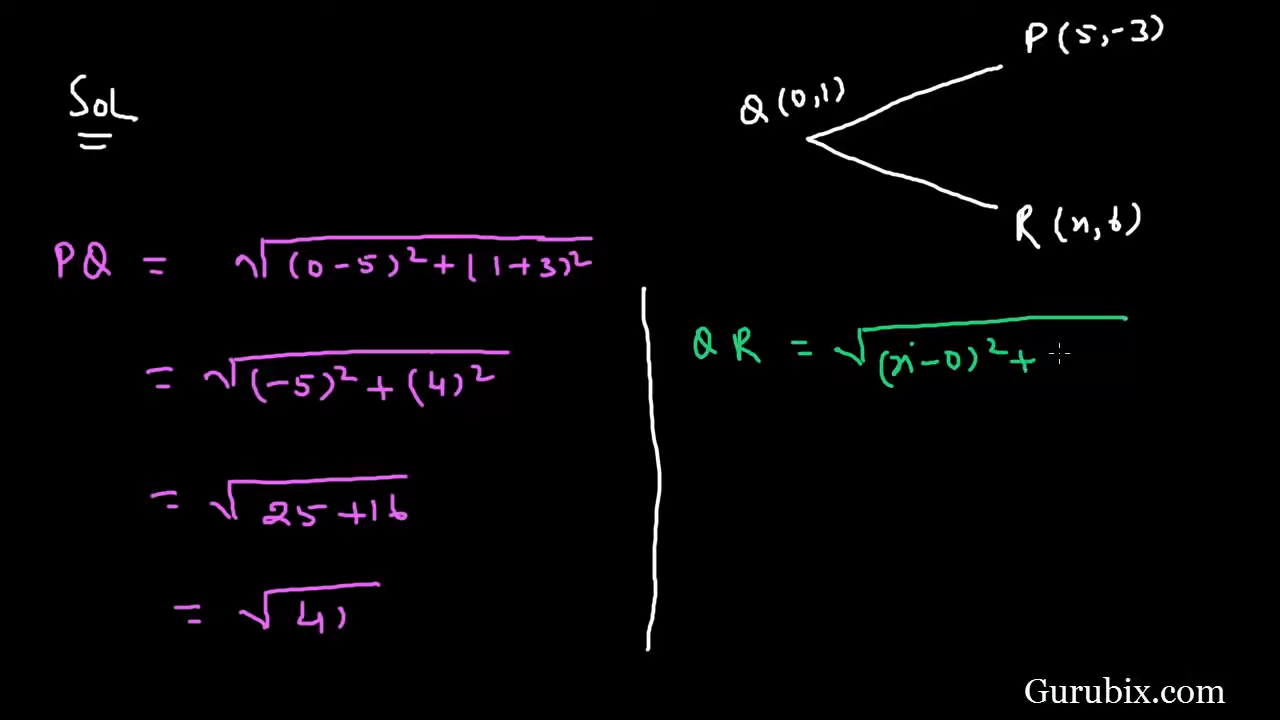 P(5,-3)
Q(0,1)
SOL
R(x,6)
PQ = √(0-5)²+(1+3)²
QR = √(x-0)²+
= √(-5)²+(4)²
= √25+16
= √41
Gurubix.com